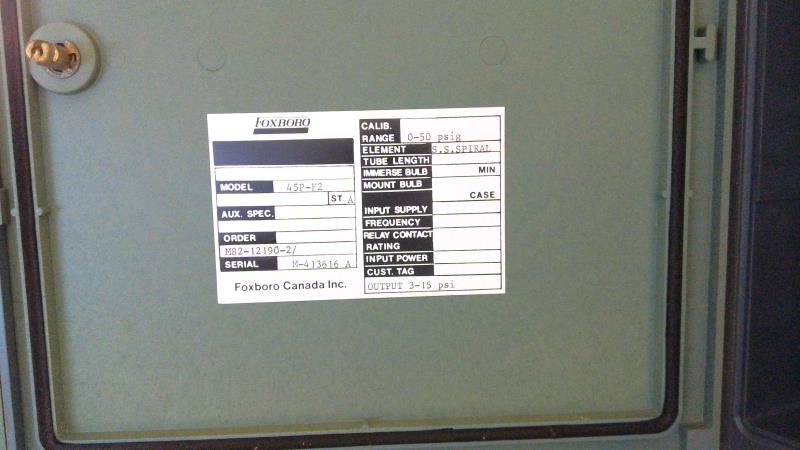 FOXBORO
MODEL 45P-F2
ST. A
AUX. SPEC.
ORDER
M82-12190-2/
SERIAL M-413616 A
Foxboro Canada Inc.
CALIB.
RANGE 0-50 psig
ELEMENT S.S.SPIRAL
TUBE LENGTH
IMMERSE BULB MIN.
MOUNT BULB
CASE
INPUT SUPPLY
FREQUENCY
RELAY CONTACT
RATING
INPUT POWER
CUST. TAG
OUTPUT 3-15 psi